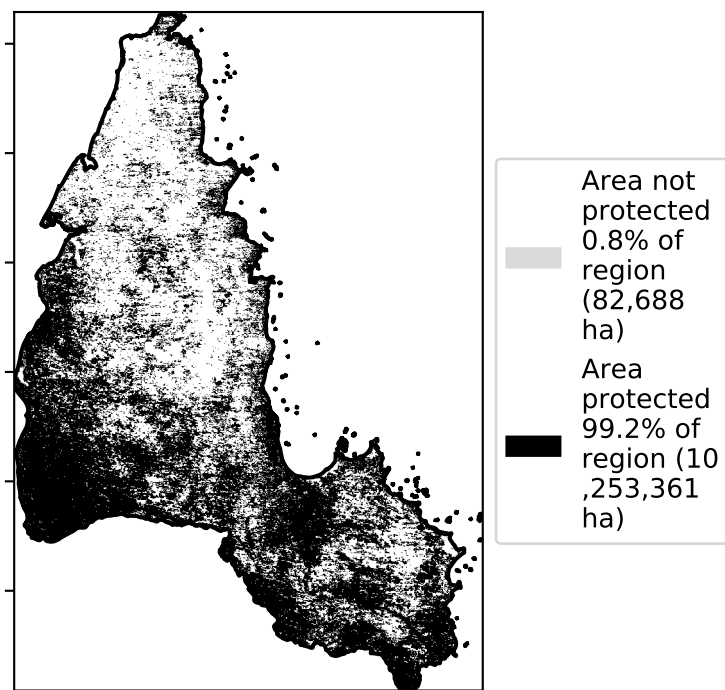 Area not
protected
0.8% of
region
(82,688
ha)
Area
protected
99.2% of
region (10
,253,361
ha)